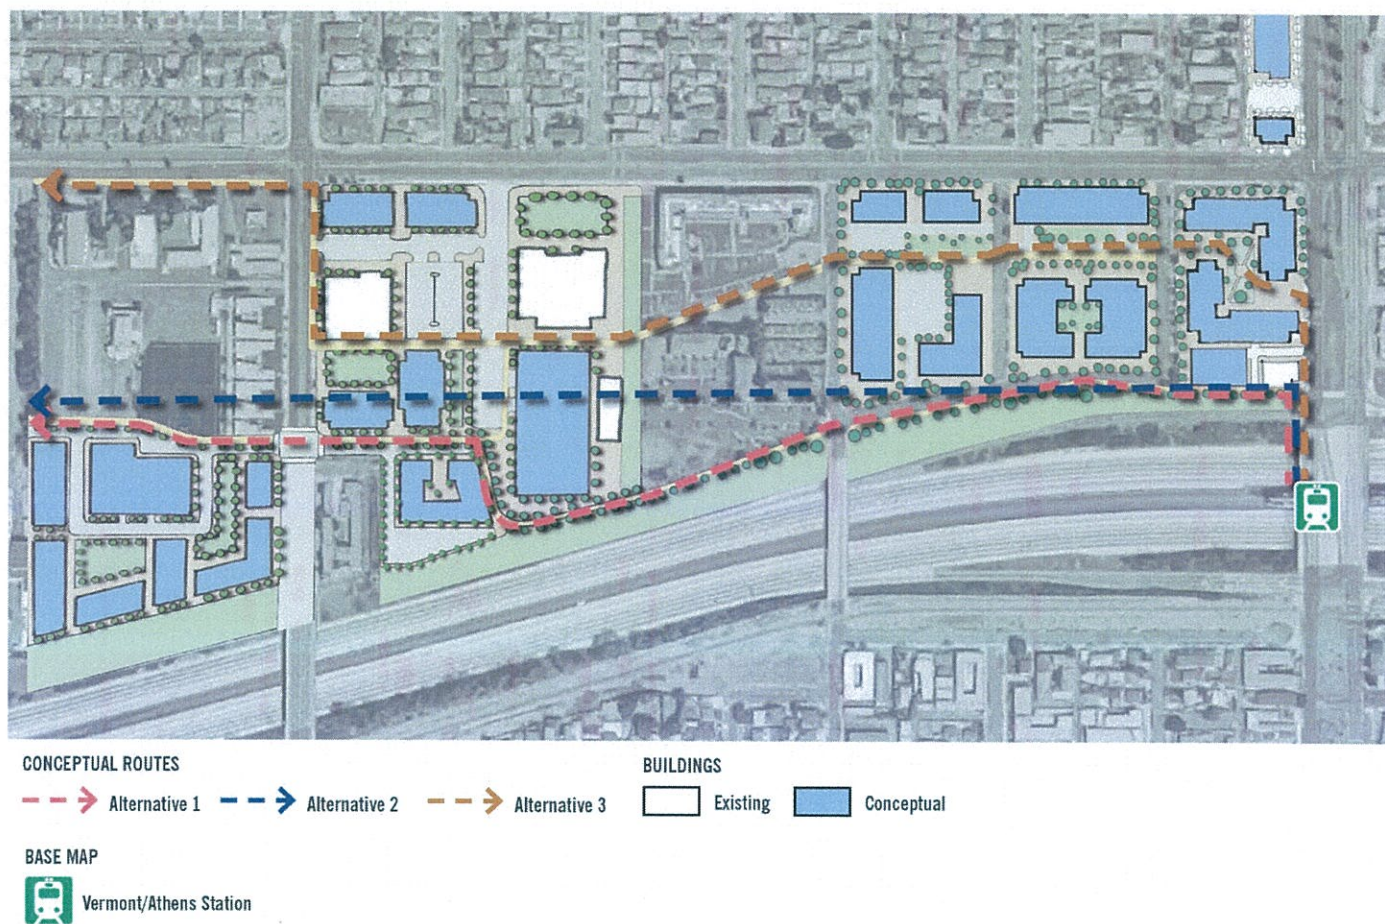 CONCEPTUAL ROUTES
Alternative 1
Alternative 2
Alternative 3
BUILDINGS
Existing
Conceptual
BASE MAP
Vermont/Athens Station